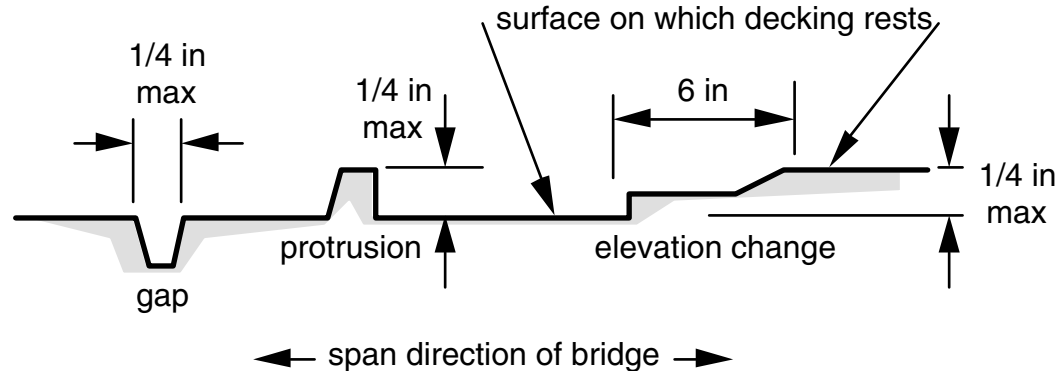 surface on which decking rests
1/4 in
max
1/4 in
max
6 in
1/4 in
max
protrusion
elevation change
gap
span direction of bridge